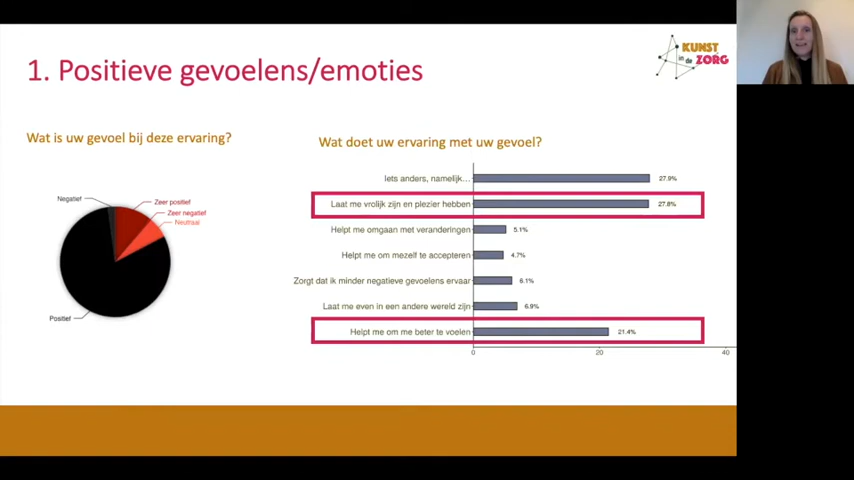 1. Positieve gevoelens/emoties
KUNST
in de
ZORG
Wat is uw gevoel bij deze ervaring?
Negatief
Zeer positief
Zeer negatief
Neutraal
Positief
Wat doet uw ervaring met uw gevoel?
Iets anders, namelijk...
27.9%
Laat me vrolijk zijn en plezier hebben
27.8%
Helpt me omgaan met veranderingen
5.1%
Helpt me om mezelf te accepteren
4.7%
Zorgt dat ik minder negatieve gevoelens ervaar
6.1%
Laat me even in een andere wereld zijn
6.9%
Helpt me om me beter te voelen
21.4%
0
20
40